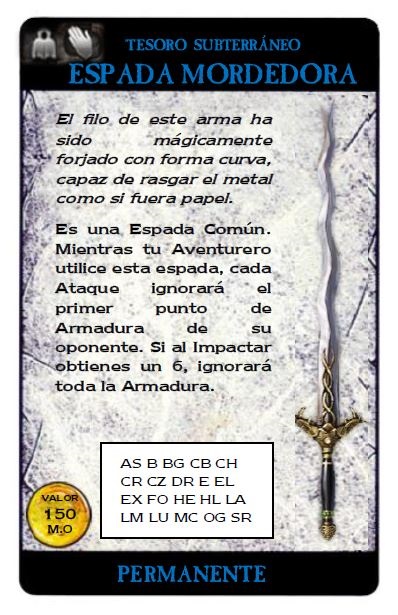 TESORO SUBTERRÁNEO
ESPADA MORDEDORA
El filo de este arma ha
sido mágicamente
forjado con forma curva,
capaz de rasgar el metal
como si fuera papel.
Es una Espada Común.
Mientras tu Aventurero
utilice esta espada, cada
Ataque ignorará el
primer punto de
Armadura de su
oponente. Si al Impactar
obtienes un 6, ignorará
toda la Armadura.
AS B BG CB CH
CR CZ DR E EL
EX FO HE HL LA
LM LU MC OG SR
VALOR
150
M.O
PERMANENTE